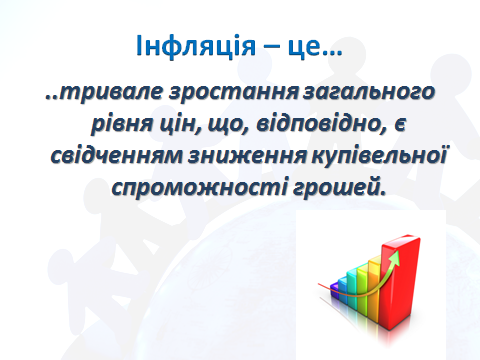 Інфляція – це…
..тривале зростання загального
рівня цін, що, відповідно, є
свідченням зниження купівельної
спроможності грошей.